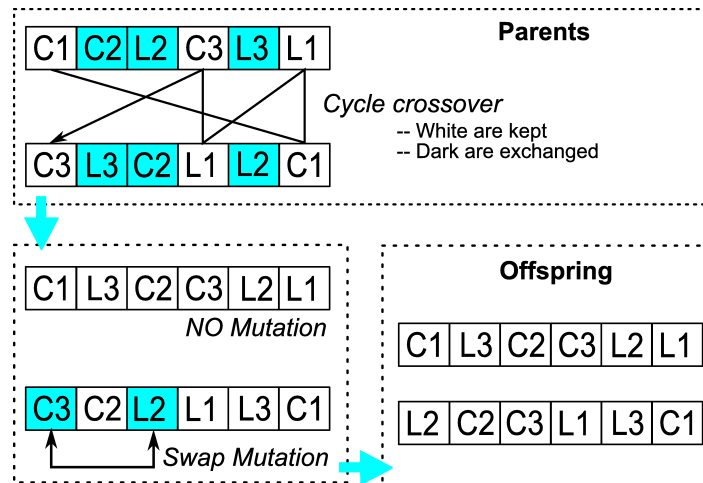 Parents
C1 C2 L2 C3 L3 L1
Cycle crossover
-- White are kept
-- Dark are exchanged
C3 L3 C2 L1 L2 C1
C1 L3 C2 C3 L2 L1
NO Mutation
C3 C2 L2 L1 L3 C1
Swap Mutation
Offspring
C1 L3 C2 C3 L2 L1
L2 C2 C3 L1 L3 C1